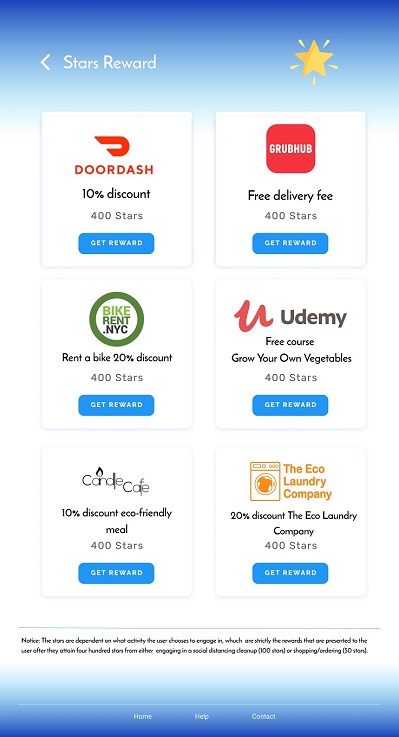 Stars Reward
DOORDASH
10% discount
400 Stars
GET REWARD
GRUBHUB
Free delivery fee
400 Stars
GET REWARD
BIKE
RENT
.NYC
Rent a bike 20% discount
400 Stars
GET REWARD
u Udemy
Free course
Grow Your Own Vegetables
400 Stars
GET REWARD
Candle Cafe
10% discount eco-friendly
meal
400 Stars
GET REWARD
The Eco
Laundry
Company
20% discount The Eco Laundry
Company
400 Stars
GET REWARD
Notice: The stars are dependent on what activity the user chooses to engage in, whuch are strictly the rewards that are presented to the
user after they attain four hundred stars from either engaging in a social distancing cleanup (100 stars) or shopping/ordering (50 stars).
Home Help Contact